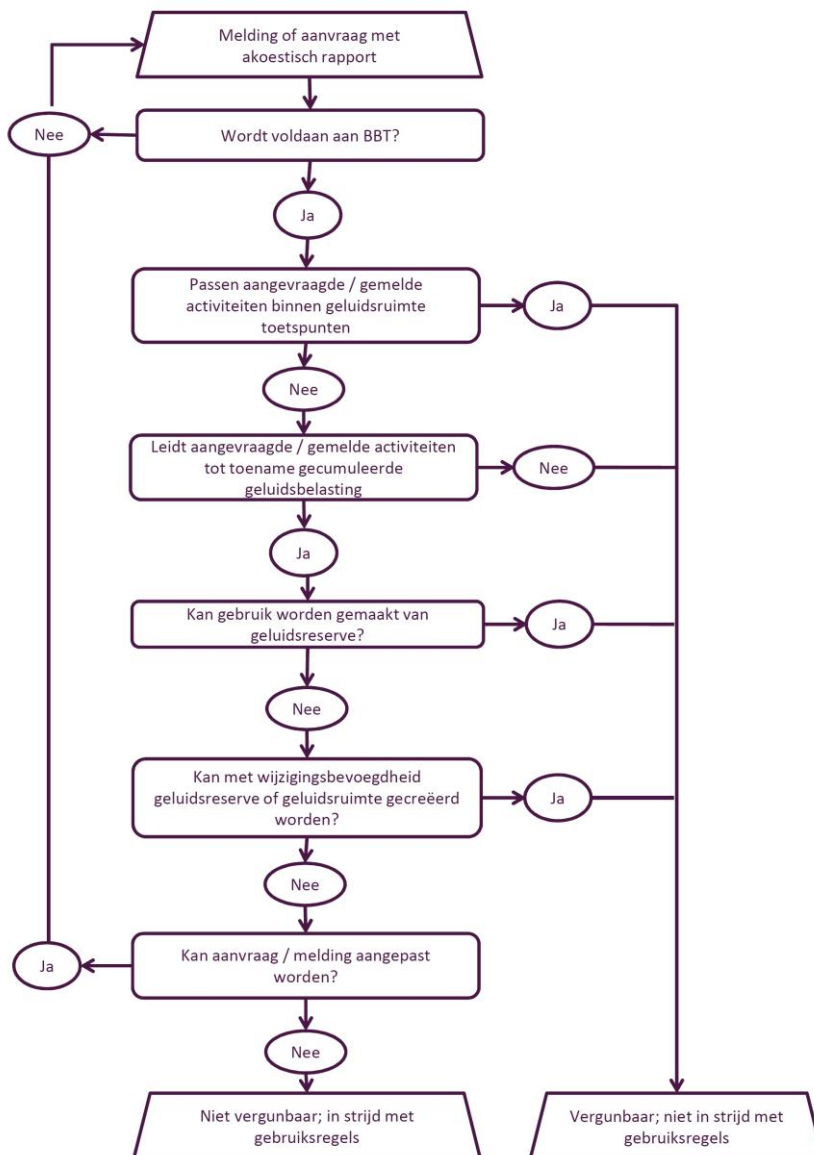 Melding of aanvraag met
akoestisch rapport
Nee
Wordt voldaan aan BBT?
Ja
Passen aangevraagde / gemelde
activiteiten binnen geluidsruimte
toetspunten
Ja
Nee
Leidt aangevraagde / gemelde activiteiten
tot toename gecumuleerde
geluidsbelasting
Nee
Ja
Kan gebruik worden gemaakt van
geluidsreserve?
Ja
Nee
Kan met wijzigingsbevoegdheid
geluidsreserve of geluidsruimte gecreëerd
worden?
Ja
Nee
Ja
Kan aanvraag / melding aangepast
worden?
Nee
Niet vergunbaar; in strijd met
gebruiksregels
Vergunbaar; niet in strijd met
gebruiksregels